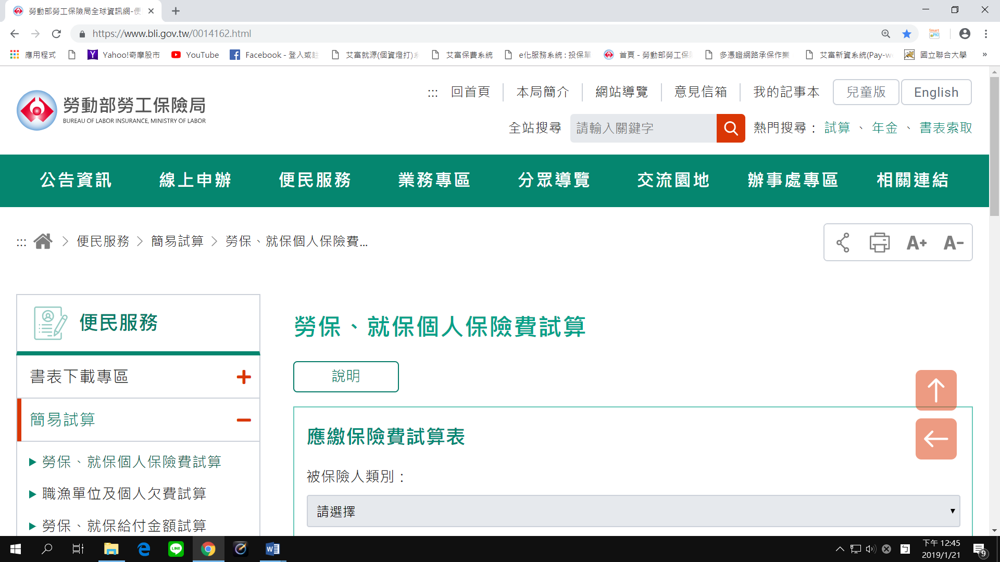 勞動部勞工保險局全球資訊網-便
https://www.bli.gov.tw/0014162.html
Smart
ePKI
應用程式
Yahoo!奇摩股市
YouTube
Facebook - 登入或註
艾富就源(個資燈打)系
艾富保費系統
e化服務系統 : 投保單
首頁 - 勞動部勞工保險
多憑證網路承保作業
艾富新資系統(Pay-w
國立聯合大學
»
勞動部勞工保險局
BUREAU OF LABOR INSURANCE, MINISTRY OF LABOR
::: 回首頁 本局簡介 網站導覽 意見信箱 我的記事本 兒童版 English
全站搜尋 請輸入關鍵字 熱門搜尋： 試算 、 年金 、 書表索取
公告資訊 線上申辦 便民服務 業務專區 分眾導覽 交流園地 辦事處專區 相關連結
::: 便民服務 簡易試算 勞保、就保個人保險費...
A+ A-
便民服務
書表下載專區
簡易試算
勞保、就保個人保險費試算
職漁單位及個人欠費試算
勞保、就保給付金額試算
勞保、就保個人保險費試算
說明
應繳保險費試算表
被保險人類別：
請選擇
LINE
下午 12:45
2019/1/21
9